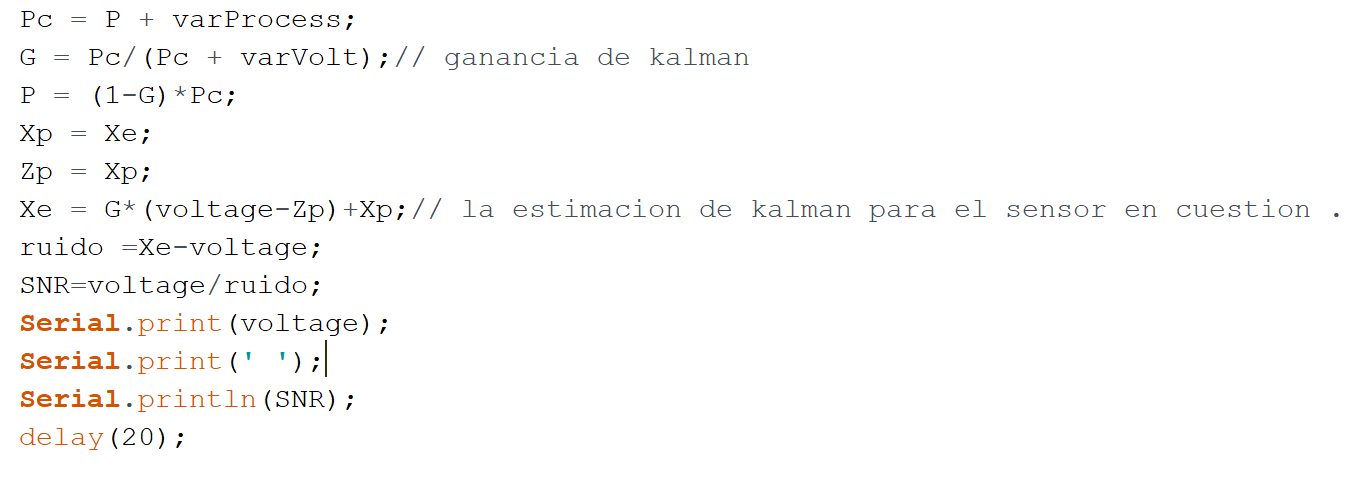 Pc = P + varProcess;
G = Pc/(Pc + varVolt);// ganancia de kalman
P = (1-G)*Pc;
Xp = Xe;
Zp = Xp;
Xe = G*(voltage-Zp)+Xp;// la estimacion de kalman para el sensor en cuestion .
ruido =Xe-voltage;
SNR=voltage/ruido;
Serial.print(voltage);
Serial.print(' ');
Serial.println(SNR);
delay(20);